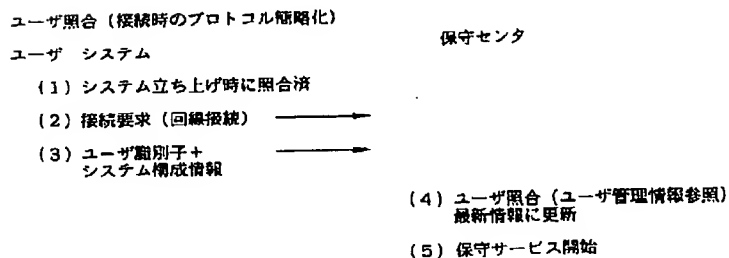 ユーザ照合（接続時のプロトコル簡略化）
保守センタ
ユーザ システム
(1) システム立ち上げ時に照合済
(2) 接続要求（回線接続）
(3) ユーザ識別子＋
システム構成情報
(4) ユーザ照合（ユーザ管理情報参照）
最新情報に更新
(5) 保守サービス開始